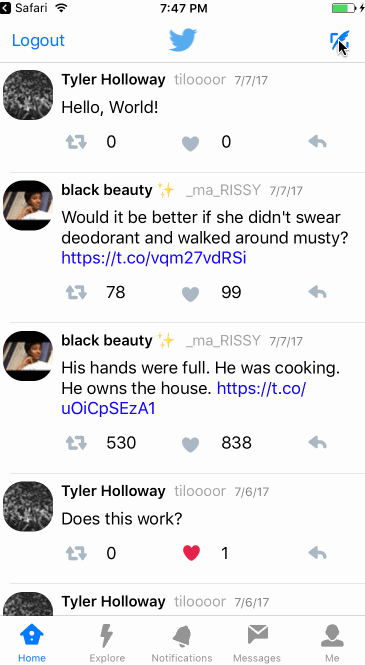 Safari 7:47 PM
Logout
Tyler Holloway tiloooor 7/7/17
Hello, World!
0 0
black beauty ✨ _ma_RISSY 7/7/17
Would it be better if she didn't swear
deodorant and walked around musty?
https://t.co/vqm27vdRSi
78 99
black beauty ✨ _ma_RISSY 7/7/17
His hands were full. He was cooking.
He owns the house. https://t.co/
uOiCpSEzA1
530 838
Tyler Holloway tiloooor 7/6/17
Does this work?
0 1
Tyler Holloway tiloooor 7/6/17
Home Explore Notifications Messages Me